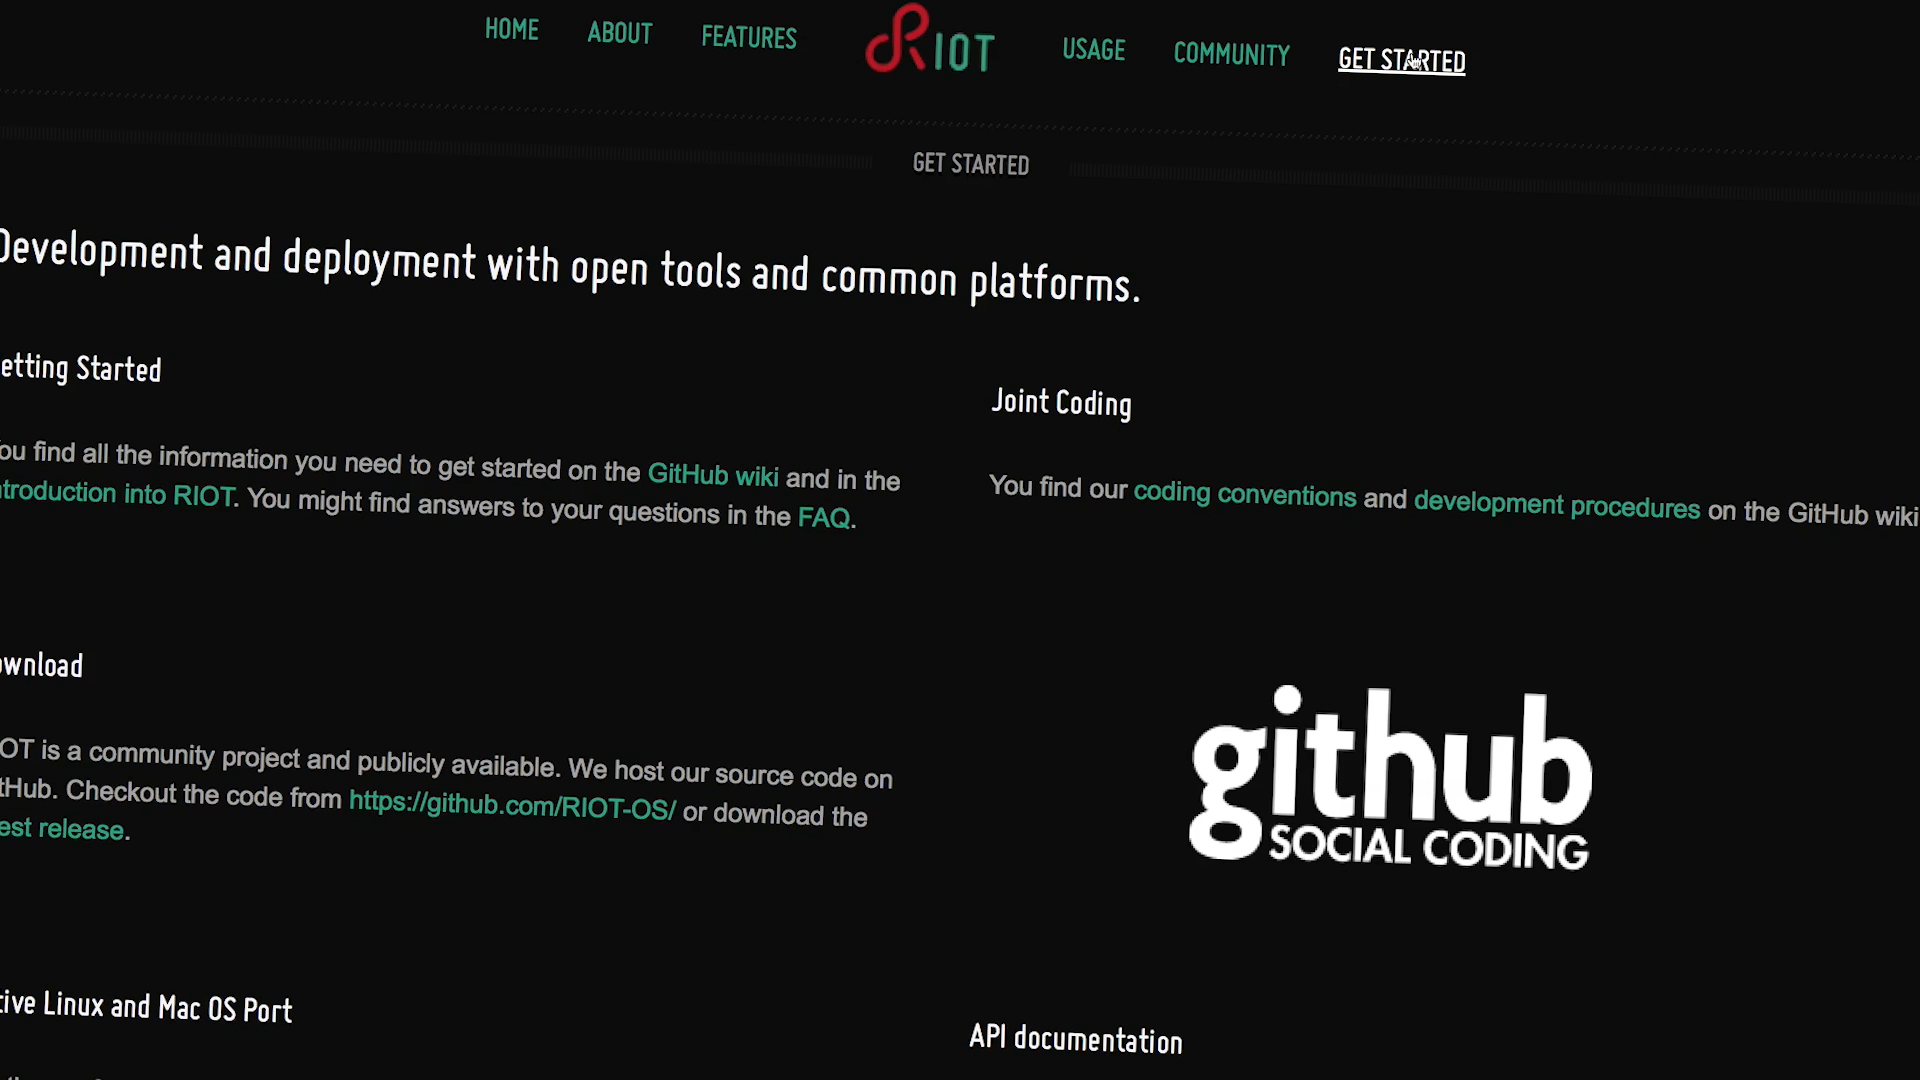 HOME ABOUT FEATURES RIOT USAGE COMMUNITY GET STARTED
GET STARTED
Development and deployment with open tools and common platforms.
etting Started
ou find all the information you need to get started on the GitHub wiki and in the
troduction into RIOT. You might find answers to your questions in the FAQ.
Joint Coding
You find our coding conventions and development procedures on the GitHub wiki
ownload
OT is a community project and publicly available. We host our source code on
tHub. Checkout the code from https://github.com/RIOT-OS/ or download the
est release.
github
SOCIAL CODING
tive Linux and Mac OS Port
API documentation